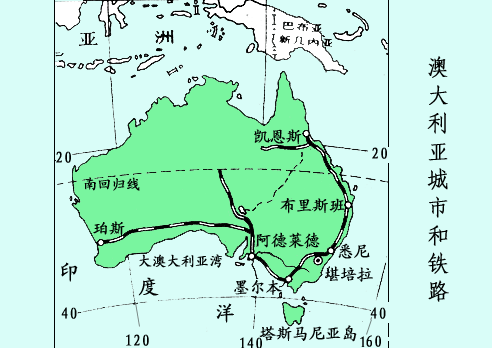 巴布亚
新几内亚
亚 洲
凯恩斯
20
20
南回归线
布里斯班
珀斯
阿德莱德
悉尼
大澳大利亚湾
堪培拉
印
度
洋
墨尔本
40
40
塔斯马尼亚岛
120
140
160
澳大利亚城市和铁路